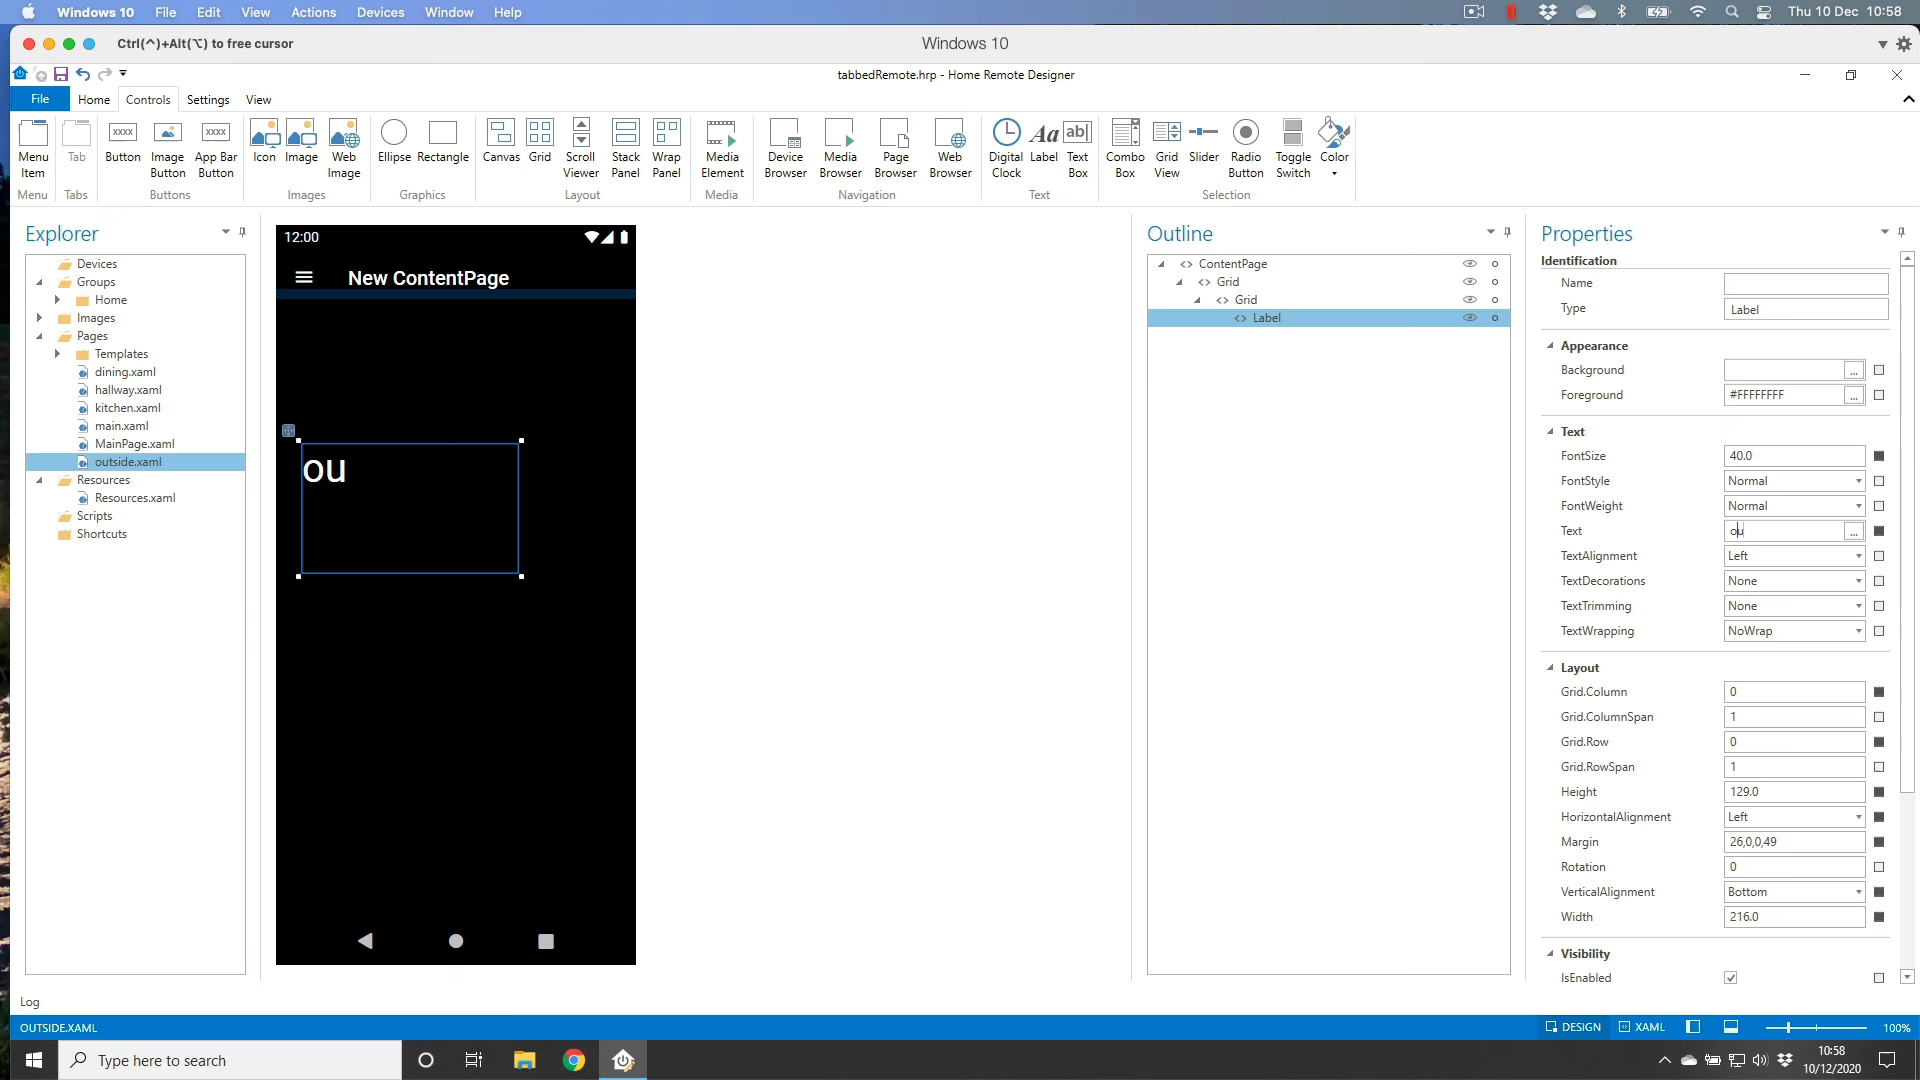 Windows 10 File Edit View Actions Devices Window Help Thu 10 Dec 10:58
Ctrl(^)+Alt(⌥) to free cursor Windows 10
tabbedRemote.hrp - Home Remote Designer
File Home Controls Settings View
Menu Item Tab Button Image Button App Bar Button Icon Image Web Image Ellipse Rectangle Canvas Grid Scroll Viewer Stack Panel Wrap Panel Media Element Device Browser Media Browser Page Browser Web Browser Digital Clock Label Text Box Combo Box Grid View Slider Radio Button Toggle Switch Color
Menu Tabs Buttons Images Graphics Layout Media Navigation Text Selection
Explorer
Devices
Groups
Home
Images
Pages
Templates
dining.xaml
hallway.xaml
kitchen.xaml
main.xaml
MainPage.xaml
outside.xaml
Resources
Resources.xaml
Scripts
Shortcuts
12:00
New ContentPage
ou
Outline
ContentPage
Grid
Grid
Label
Properties
Identification
Name
Type Label
Appearance
Background ...
Foreground #FFFFFFFF ...
Text
FontSize 40.0
FontStyle Normal
FontWeight Normal
Text ou ...
TextAlignment Left
TextDecorations None
TextTrimming None
TextWrapping NoWrap
Layout
Grid.Column 0
Grid.ColumnSpan 1
Grid.Row 0
Grid.RowSpan 1
Height 129.0
HorizontalAlignment Left
Margin 26,0,0,49
Rotation 0
VerticalAlignment Bottom
Width 216.0
Visibility
IsEnabled
Log
OUTSIDE.XAML DESIGN XAML 100%
Type here to search
10:58
10/12/2020